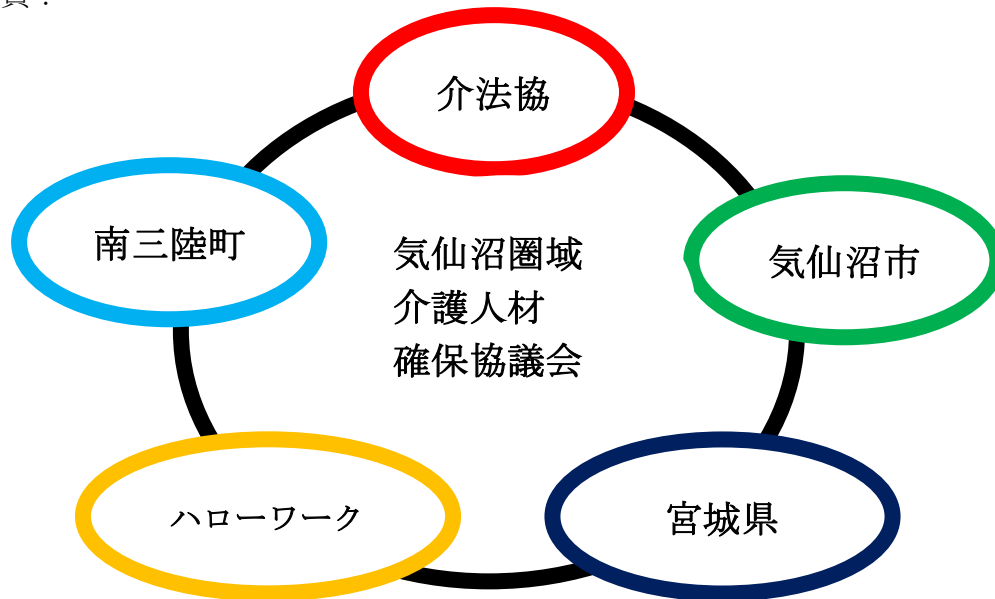 介法協
南三陸町
気仙沼市
気仙沼圏域
介護人材
確保協議会
ハローワーク
宮城県